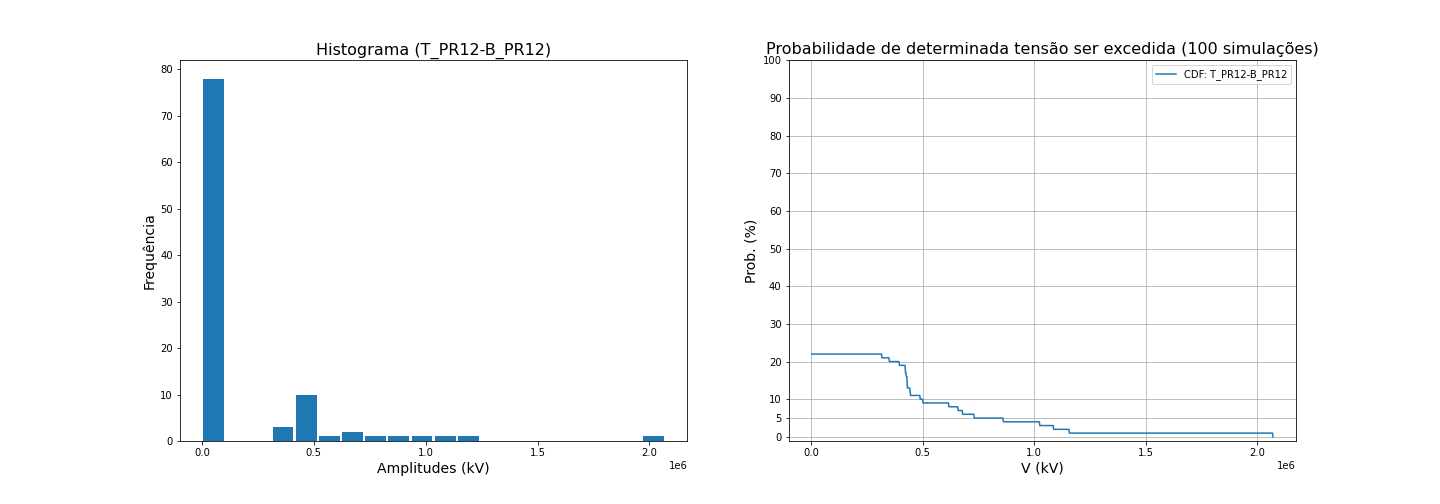 Histograma (T_PR12-B_PR12)
80
70
60
50
40
30
20
10
0
Frequência
0.0 0.5 1.0 1.5 2.0
1e6
Amplitudes (kV)
Probabilidade de determinada tensão ser excedida (100 simulações)
CDF: T_PR12-B_PR12
100
90
80
70
60
50
40
30
20
10
5
0
Prob. (%)
0.0 0.5 1.0 1.5 2.0
1e6
V (kV)